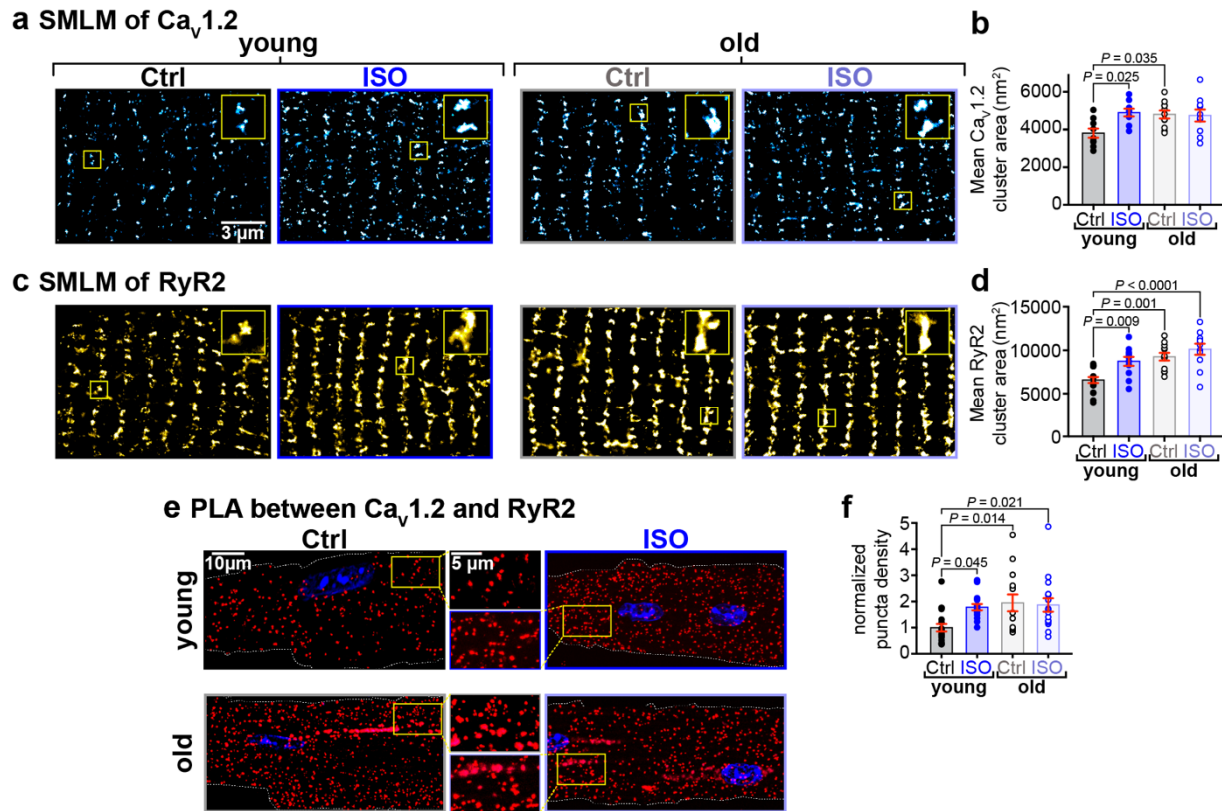 a SMLM of Caᵥ1.2
young
old
Ctrl
ISO
Ctrl
ISO
3 µm
b
P = 0.035
P = 0.025
Mean Caᵥ1.2
cluster area (nm²)
6000
4000
2000
0
Ctrl ISO Ctrl ISO
young old
c SMLM of RyR2
d
P < 0.0001
P = 0.001
P = 0.009
Mean RyR2
cluster area (nm²)
15000
10000
5000
0
Ctrl ISO Ctrl ISO
young old
e PLA between Caᵥ1.2 and RyR2
Ctrl
ISO
10µm
5 µm
young
old
f
P = 0.021
P = 0.014
P = 0.045
normalized
puncta density
5
4
3
2
1
0
Ctrl ISO Ctrl ISO
young old